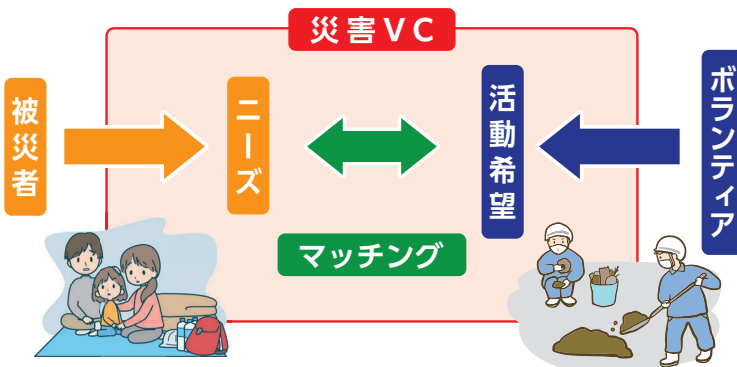 災害VC
被災者
ニーズ
活動希望
ボランティア
マッチング